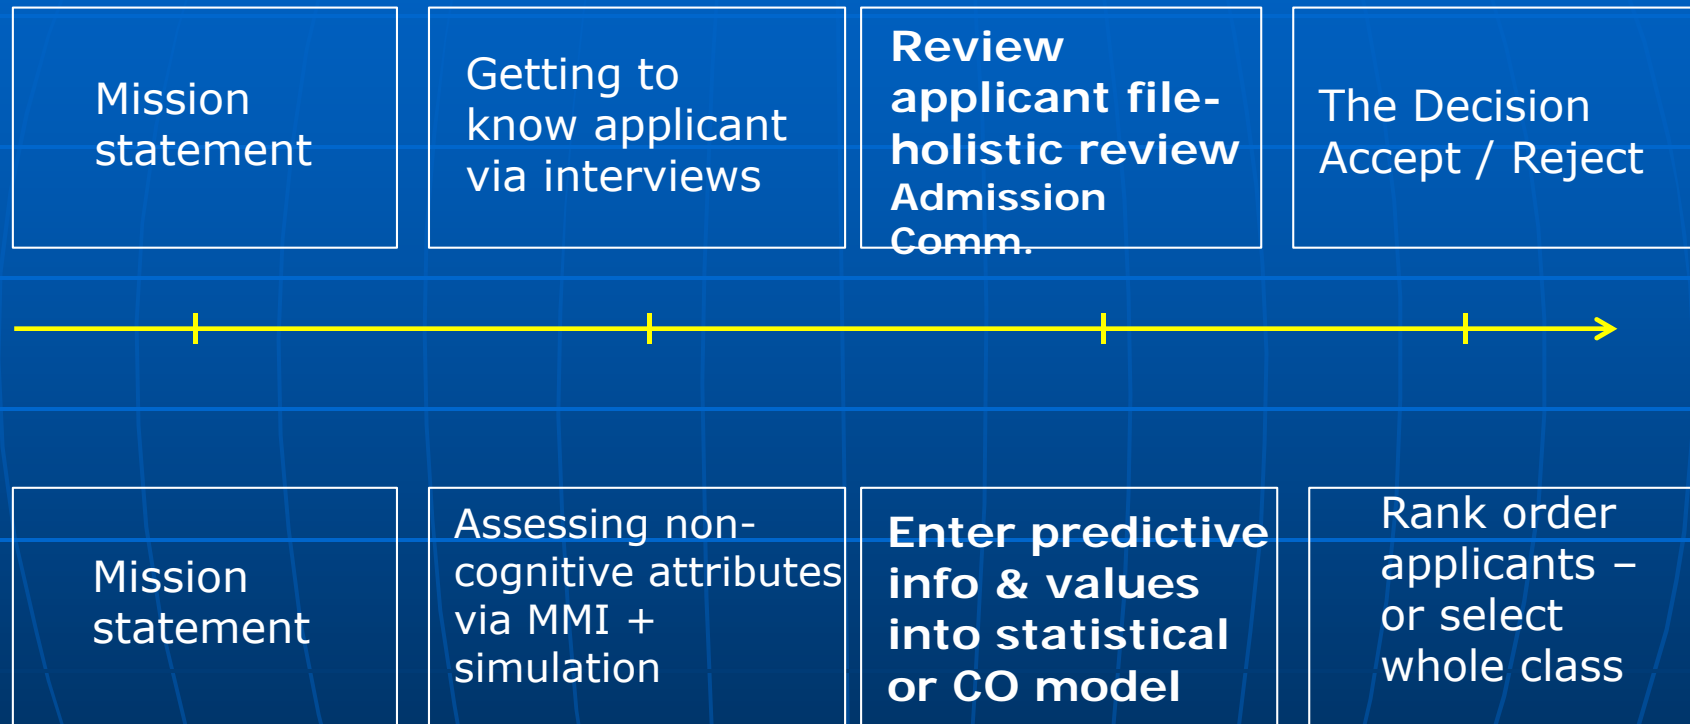 Mission
statement
Getting to
know applicant
via interviews
Review
applicant file-
holistic review
Admission
Comm.
The Decision
Accept / Reject
Mission
statement
Assessing non-
cognitive attributes
via MMI +
simulation
Enter predictive
info & values
into statistical
or CO model
Rank order
applicants –
or select
whole class